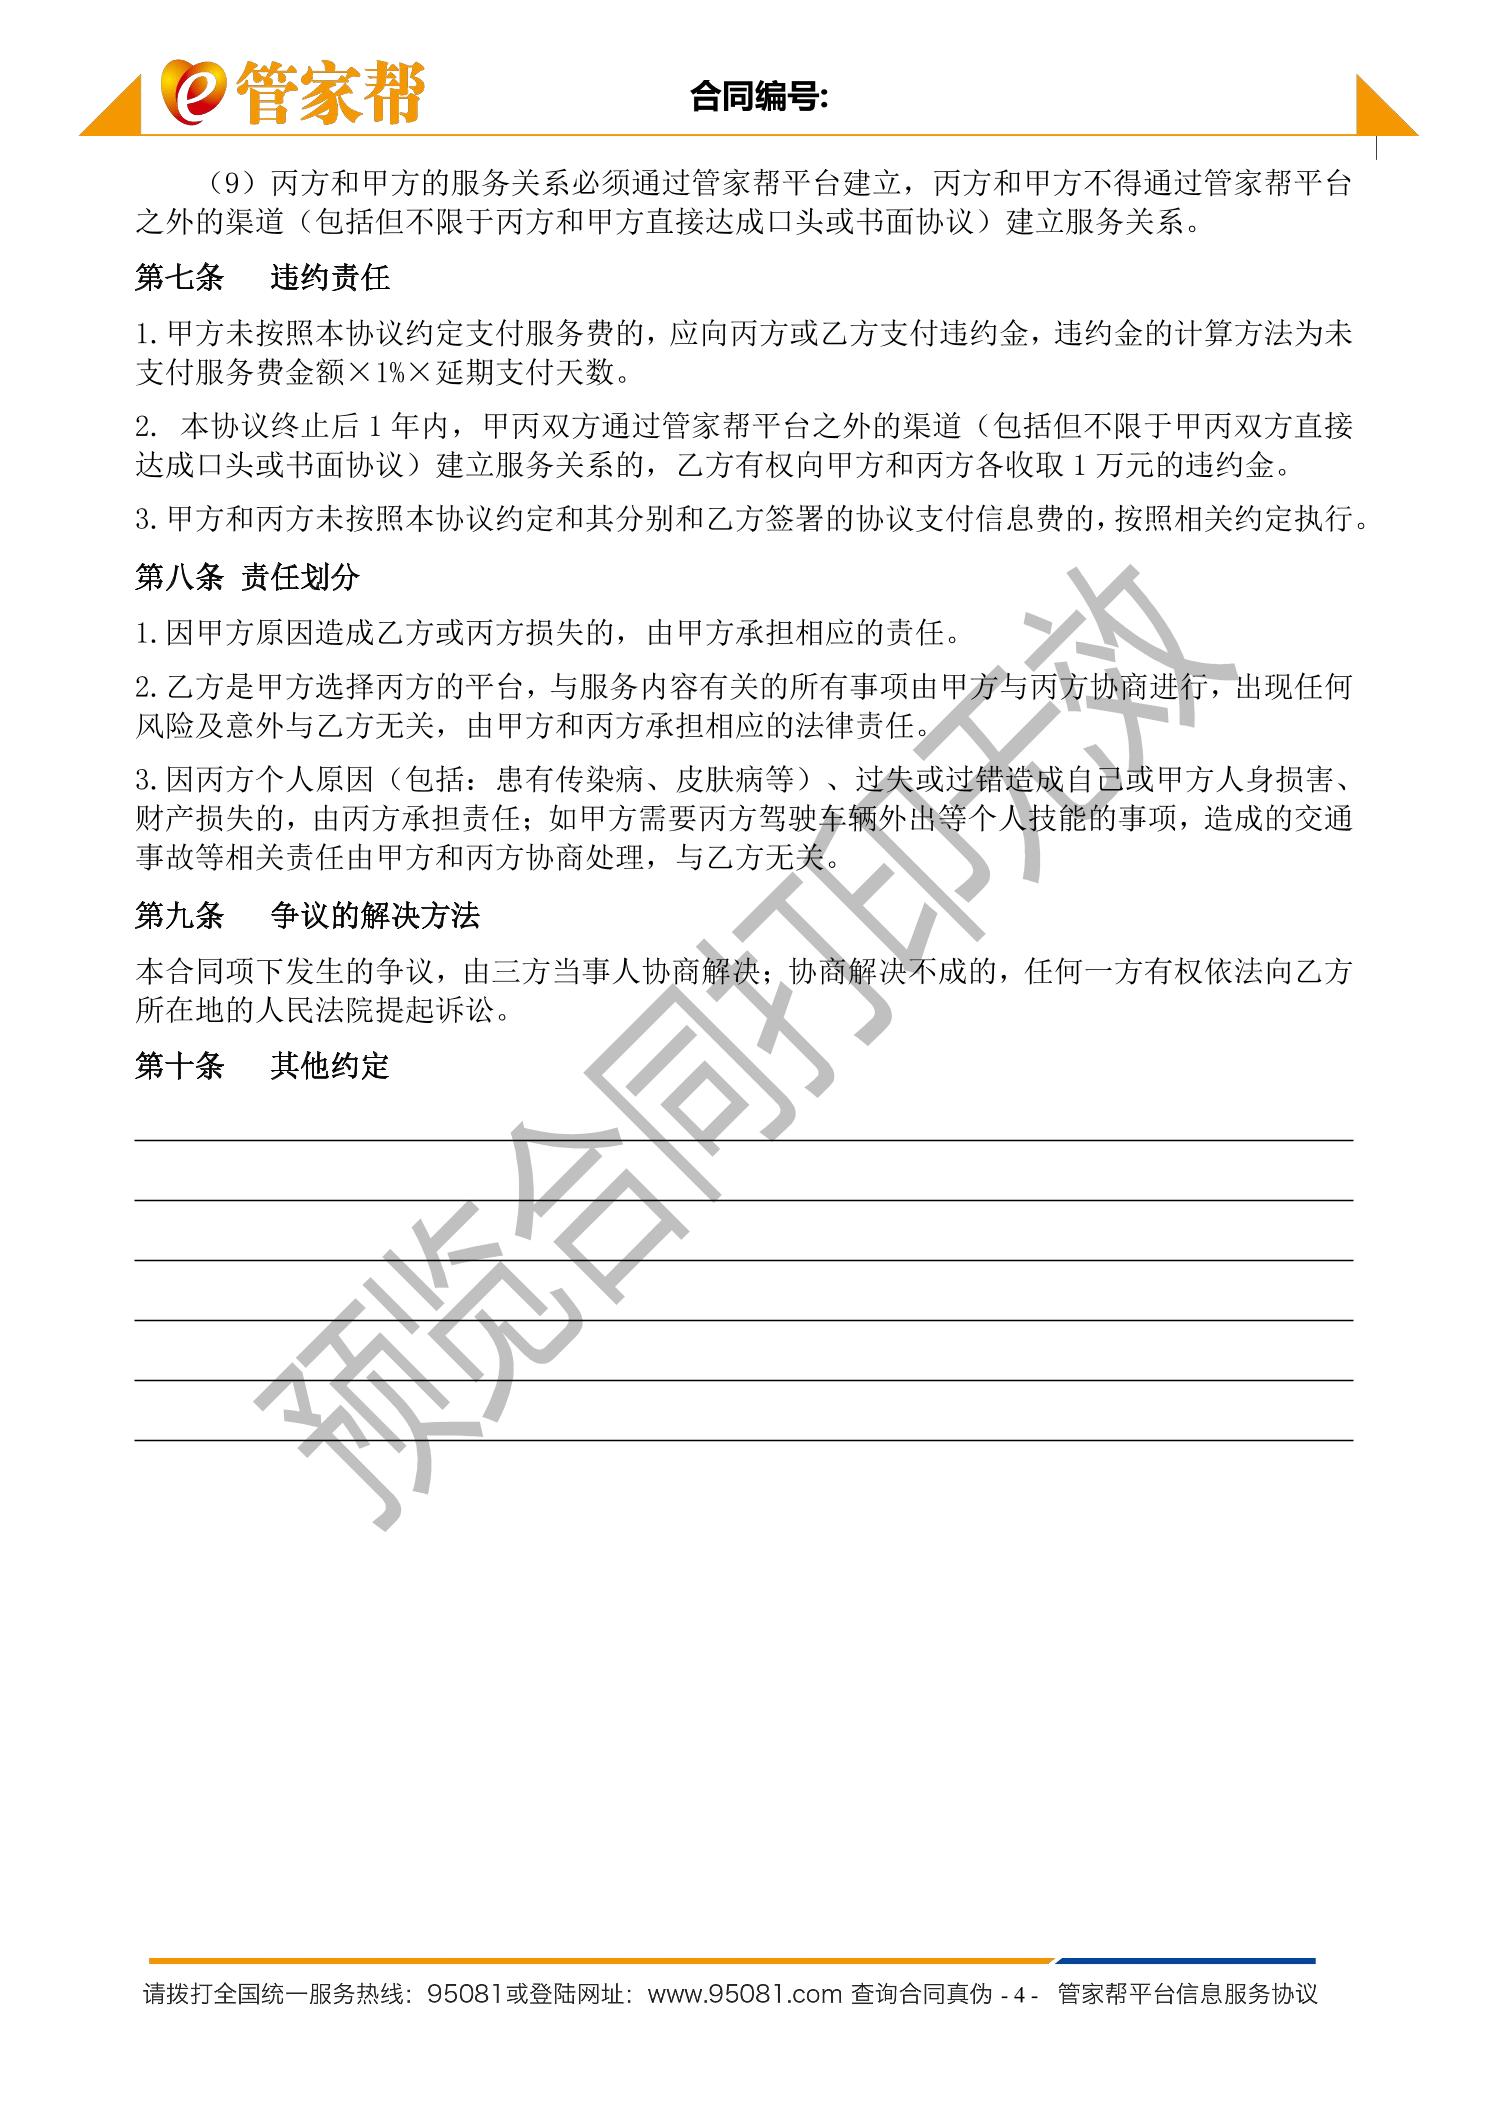 管家帮
合同编号:
（9）丙方和甲方的服务关系必须通过管家帮平台建立，丙方和甲方不得通过管家帮平台
之外的渠道（包括但不限于丙方和甲方直接达成口头或书面协议）建立服务关系。
第七条 违约责任
1.甲方未按照本协议约定支付服务费的，应向丙方或乙方支付违约金，违约金的计算方法为未
支付服务费金额×1%×延期支付天数。
2. 本协议终止后 1 年内，甲丙双方通过管家帮平台之外的渠道（包括但不限于甲丙双方直接
达成口头或书面协议）建立服务关系的，乙方有权向甲方和丙方各收取 1 万元的违约金。
3.甲方和丙方未按照本协议约定和其分别和乙方签署的协议支付信息费的，按照相关约定执行。
第八条 责任划分
1.因甲方原因造成乙方或丙方损失的，由甲方承担相应的责任。
2.乙方是甲方选择丙方的平台，与服务内容有关的所有事项由甲方与丙方协商进行，出现任何
风险及意外与乙方无关，由甲方和丙方承担相应的法律责任。
3.因丙方个人原因（包括：患有传染病、皮肤病等）、过失或过错造成自己或甲方人身损害、
财产损失的，由丙方承担责任；如甲方需要丙方驾驶车辆外出等个人技能的事项，造成的交通
事故等相关责任由甲方和丙方协商处理，与乙方无关。
第九条 争议的解决方法
本合同项下发生的争议，由三方当事人协商解决；协商解决不成的，任何一方有权依法向乙方
所在地的人民法院提起诉讼。
第十条 其他约定
预览合同打印无效
请拨打全国统一服务热线：95081或登陆网址：www.95081.com 查询合同真伪 - 4 - 管家帮平台信息服务协议